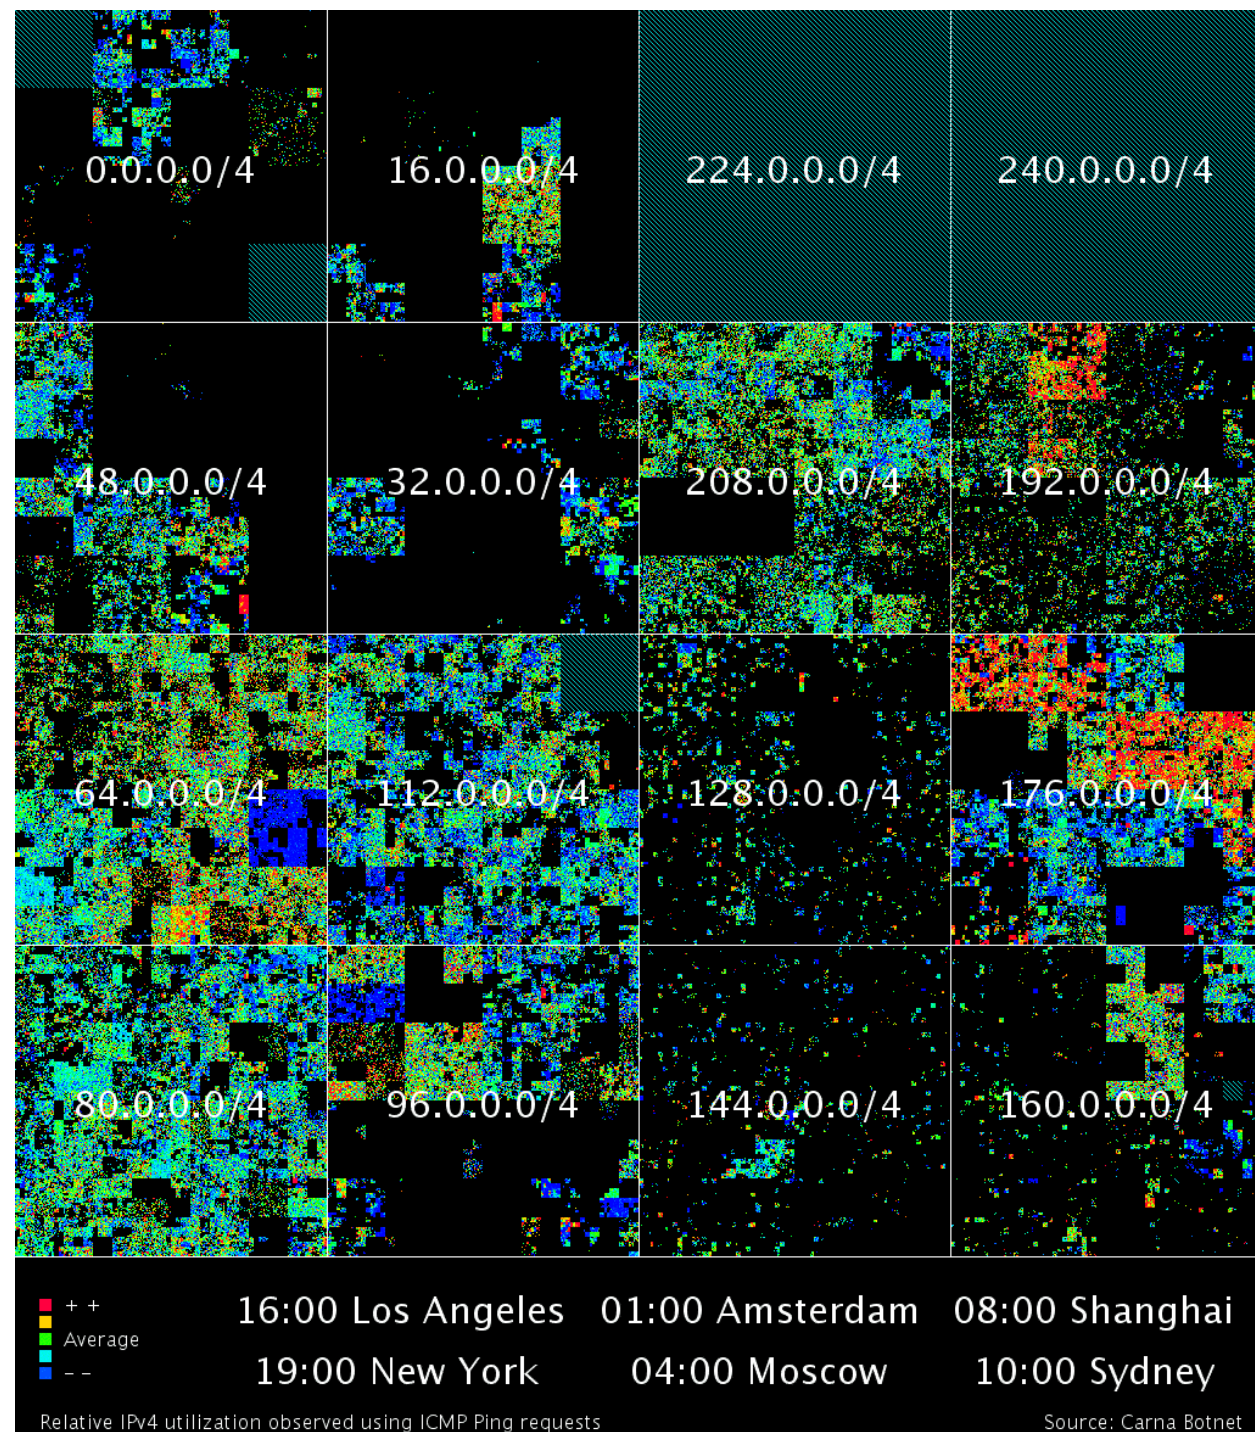 0.0.0.0/4
16.0.0.0/4
224.0.0.0/4
240.0.0.0/4
48.0.0.0/4
32.0.0.0/4
208.0.0.0/4
192.0.0.0/4
64.0.0.0/4
112.0.0.0/4
128.0.0.0/4
176.0.0.0/4
80.0.0.0/4
96.0.0.0/4
144.0.0.0/4
160.0.0.0/4
+ +
Average
- -
16:00 Los Angeles
01:00 Amsterdam
08:00 Shanghai
19:00 New York
04:00 Moscow
10:00 Sydney
Relative IPv4 utilization observed using ICMP Ping requests
Source: Carna Botnet